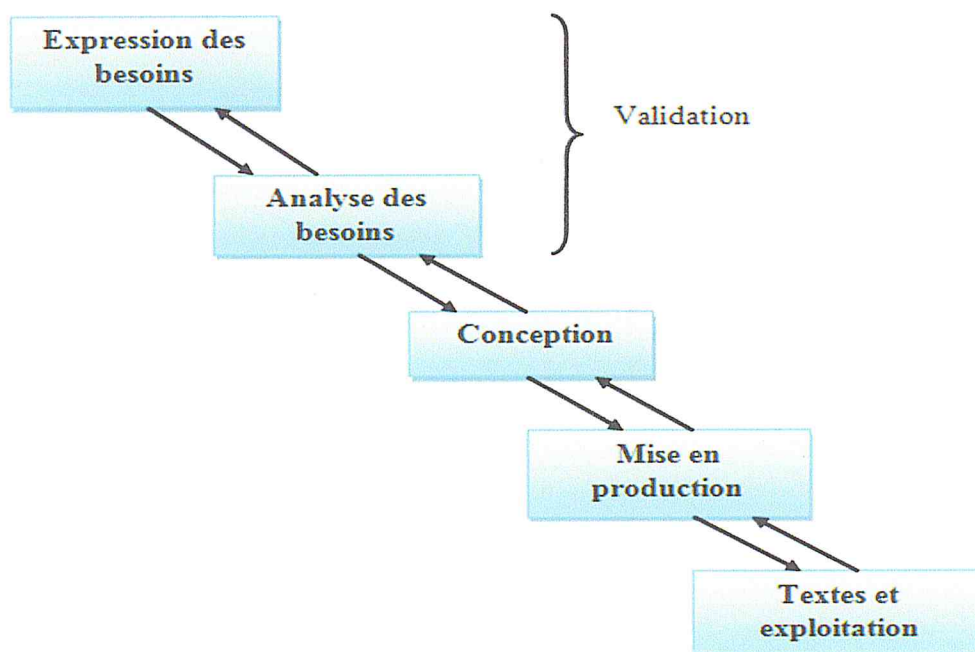 Expression des
besoins
Validation
Analyse des
besoins
Conception
Mise en
production
Textes et
exploitation